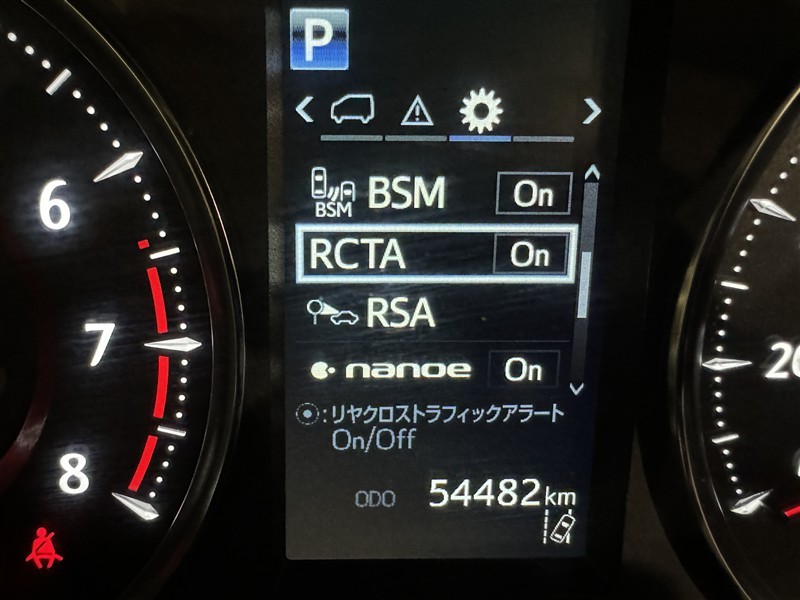 P
BSM BSM On
RCTA On
RSA
nanoe On
:リヤクロストラフィックアラート
On/Off
ODO 54482km
6
7
8